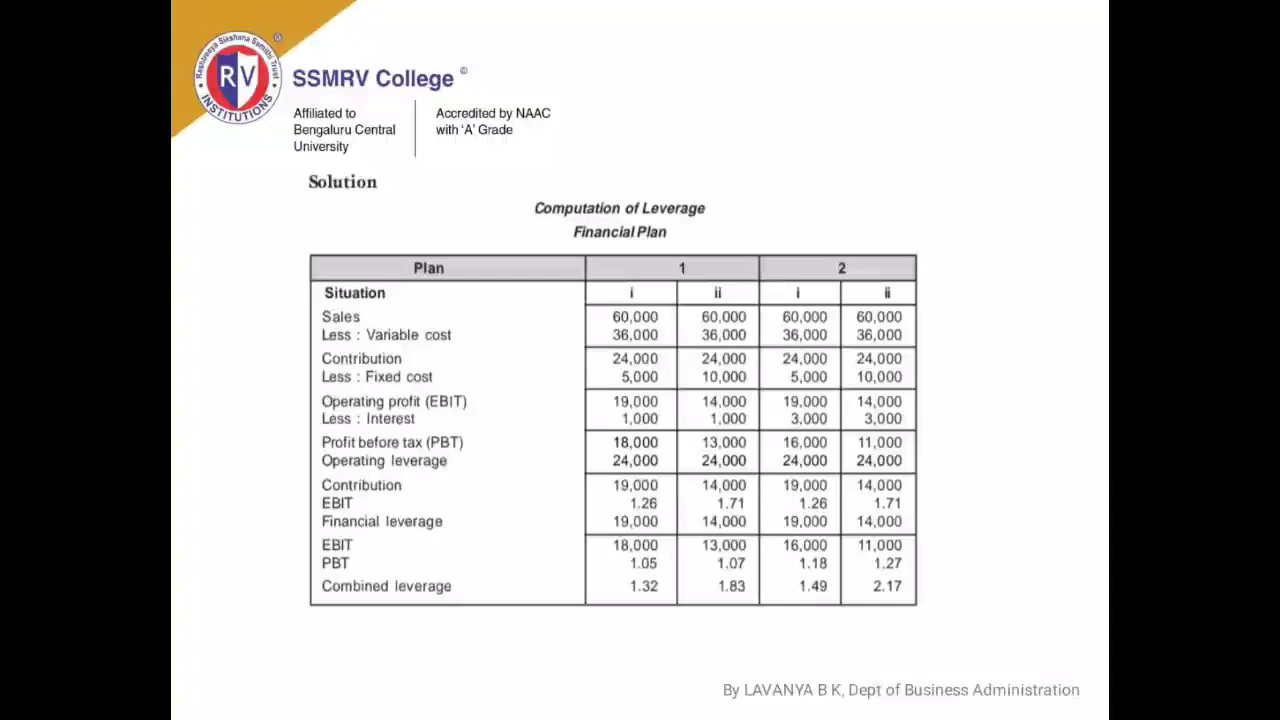 Rashtreeya Sikshana Samithi Trust
RV
INSTITUTIONS
®
SSMRV College ©
Affiliated to
Bengaluru Central
University
Accredited by NAAC
with ‘A’ Grade
Solution
Computation of Leverage
Financial Plan
Plan 1 2
Situation i ii i ii
Sales 60,000 60,000 60,000 60,000
Less : Variable cost 36,000 36,000 36,000 36,000
Contribution 24,000 24,000 24,000 24,000
Less : Fixed cost 5,000 10,000 5,000 10,000
Operating profit (EBIT) 19,000 14,000 19,000 14,000
Less : Interest 1,000 1,000 3,000 3,000
Profit before tax (PBT) 18,000 13,000 16,000 11,000
Operating leverage 24,000 24,000 24,000 24,000
Contribution 19,000 14,000 19,000 14,000
EBIT 1.26 1.71 1.26 1.71
Financial leverage 19,000 14,000 19,000 14,000
EBIT 18,000 13,000 16,000 11,000
PBT 1.05 1.07 1.18 1.27
Combined leverage 1.32 1.83 1.49 2.17
By LAVANYA B K, Dept of Business Administration